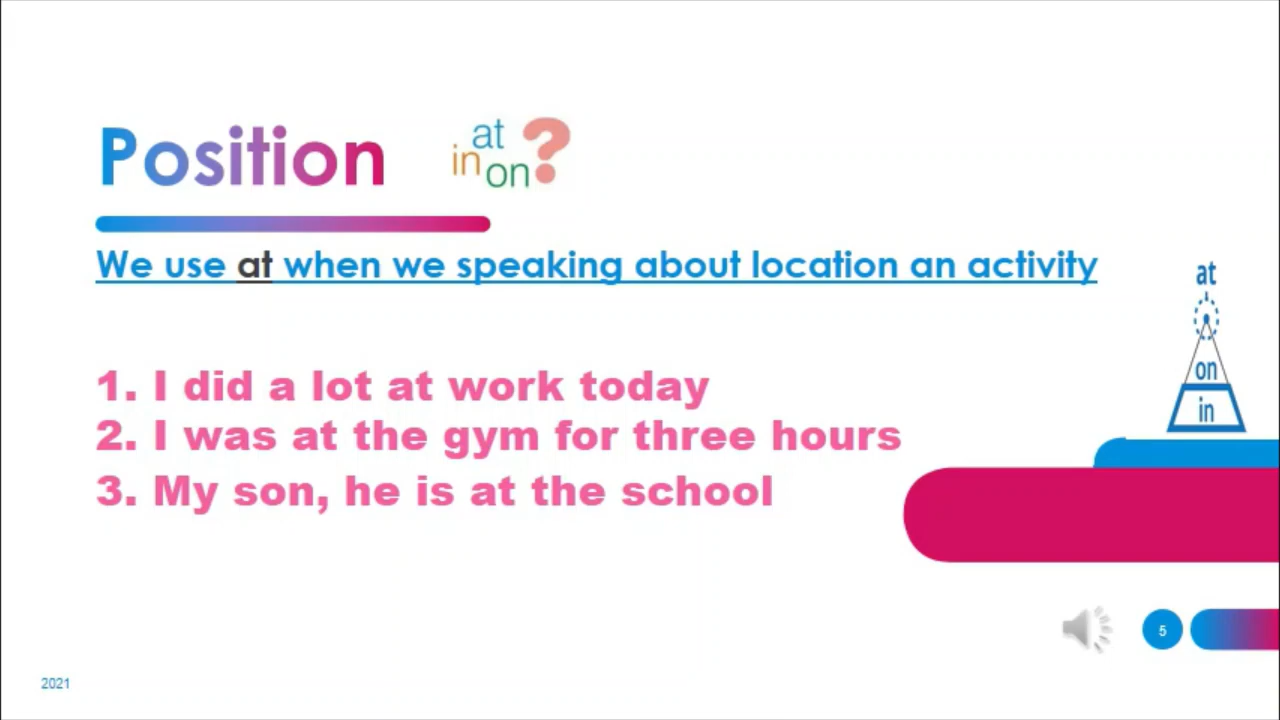 Position
at
in on ?
We use at when we speaking about location an activity
at
on
in
1. I did a lot at work today
2. I was at the gym for three hours
3. My son, he is at the school
5
2021